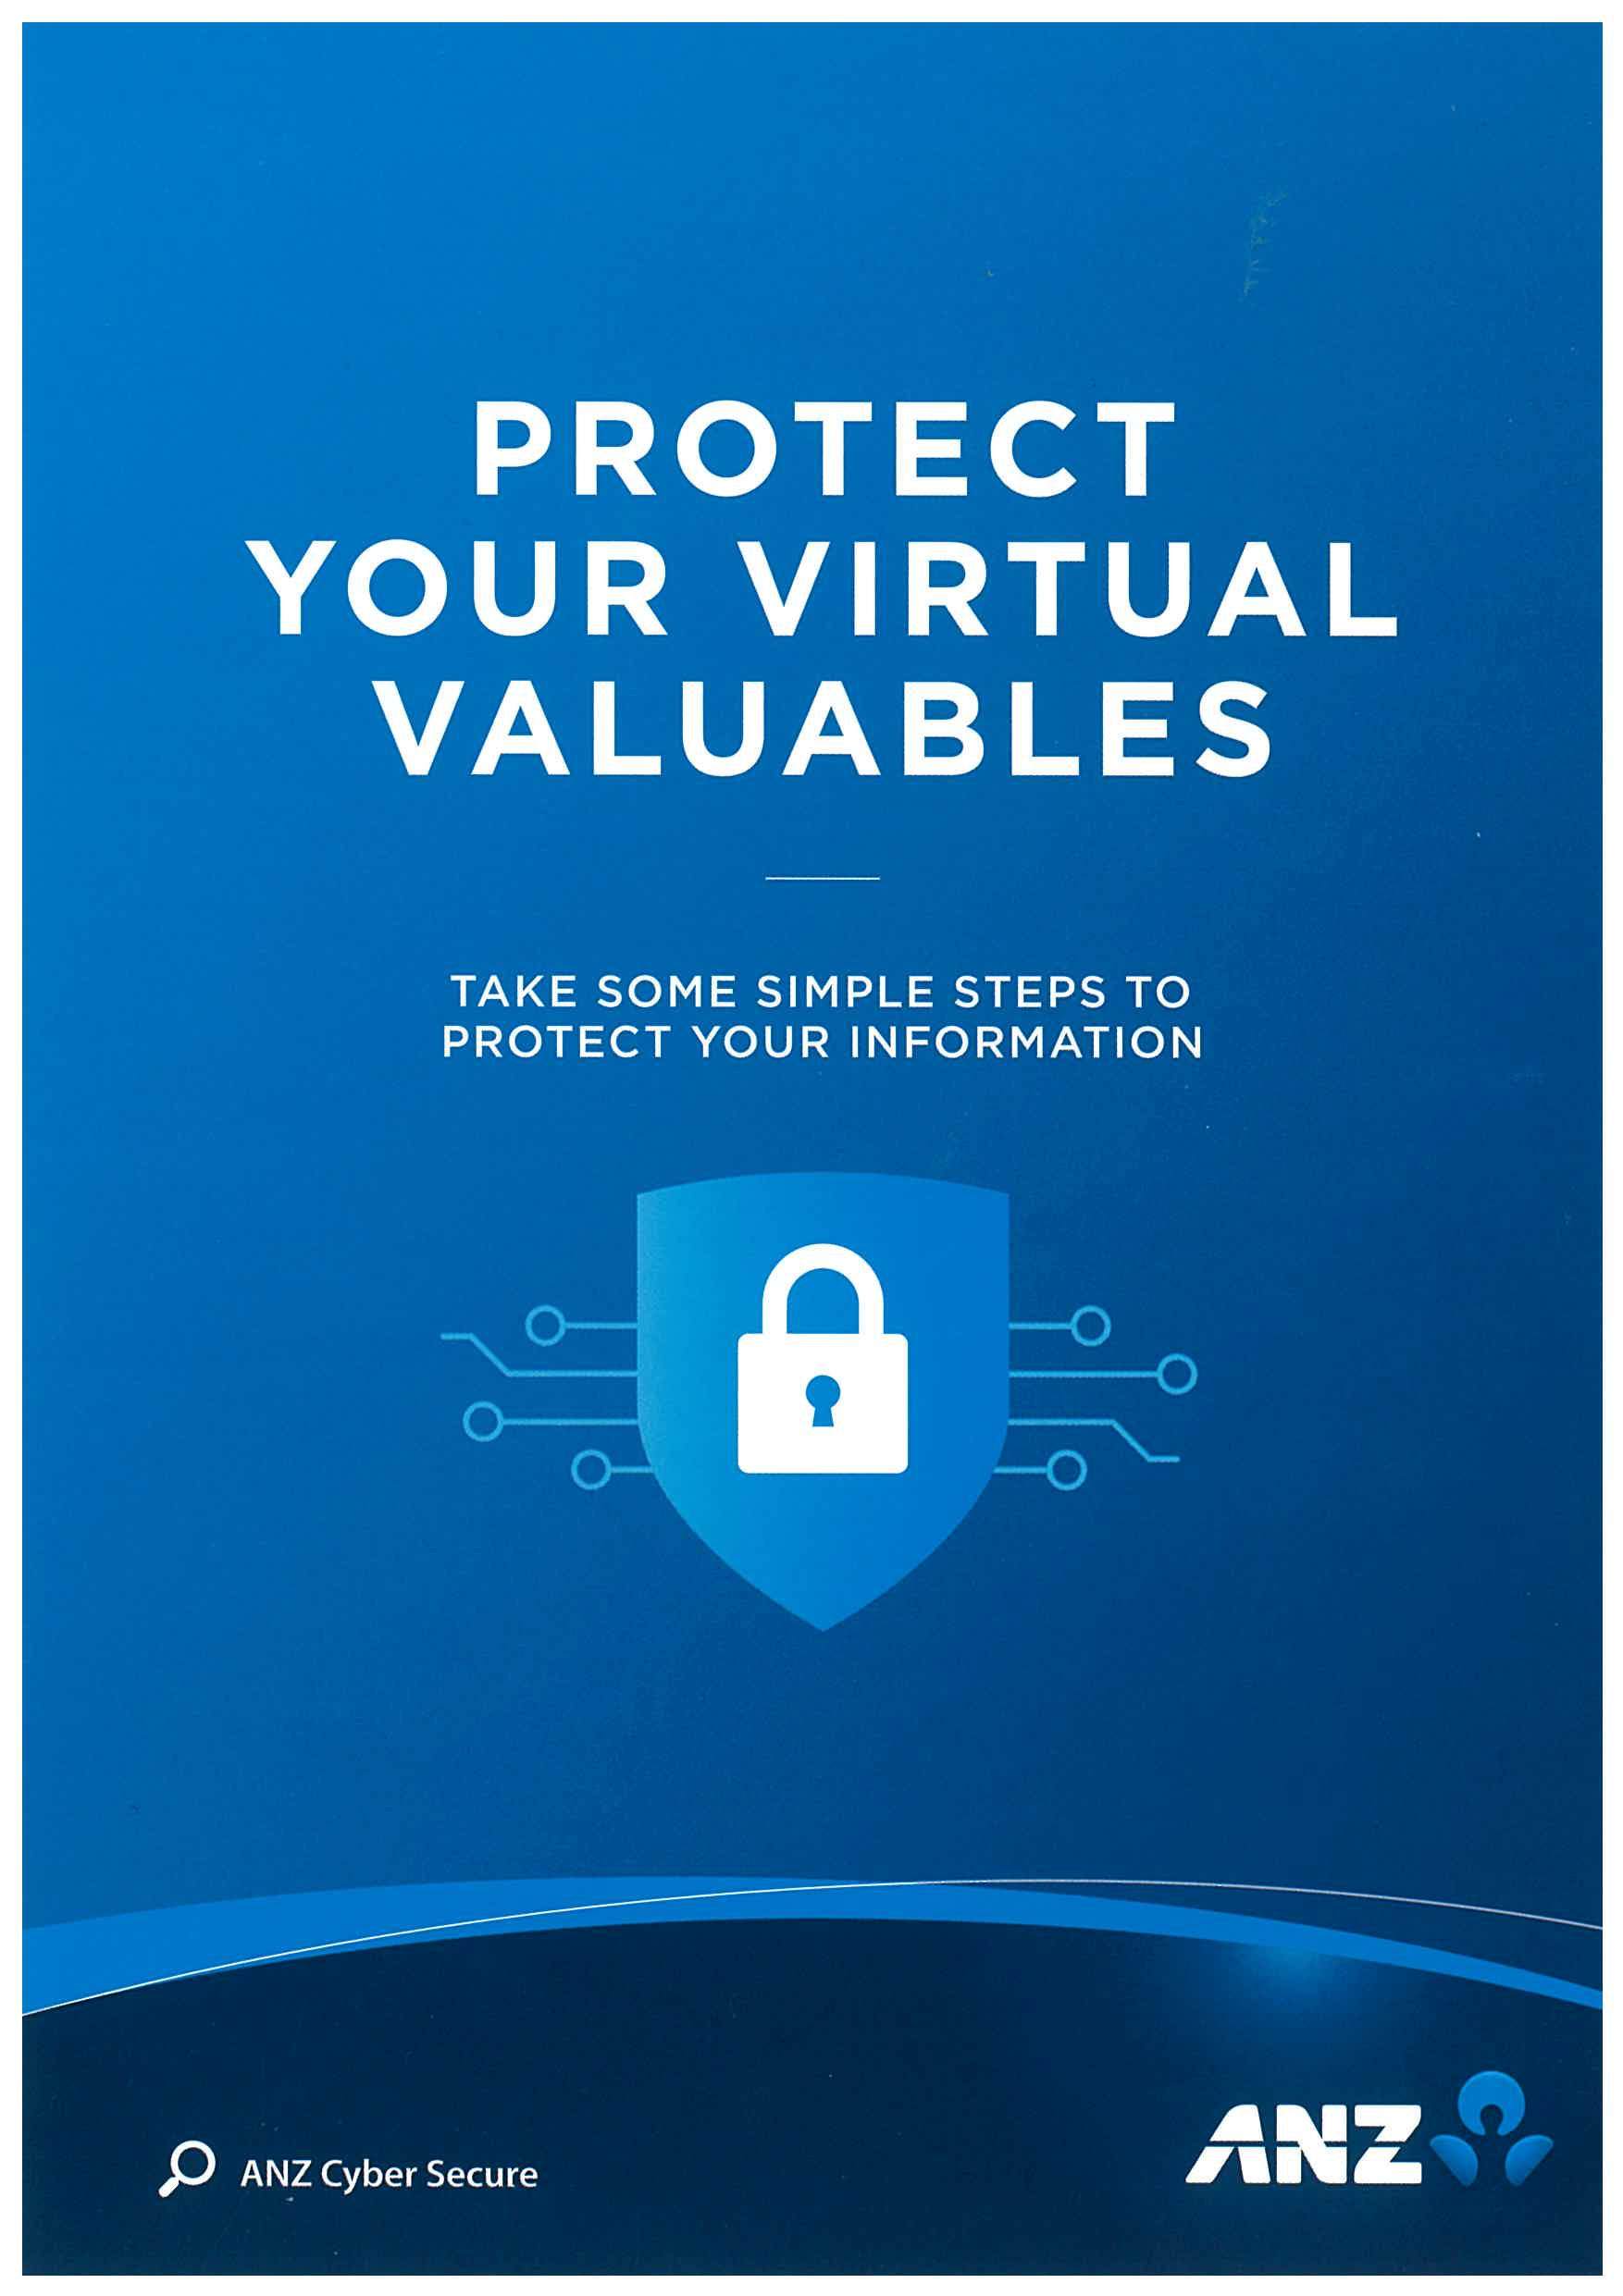 PROTECT
YOUR VIRTUAL
VALUABLES
TAKE SOME SIMPLE STEPS TO
PROTECT YOUR INFORMATION
ANZ Cyber Secure
ANZ